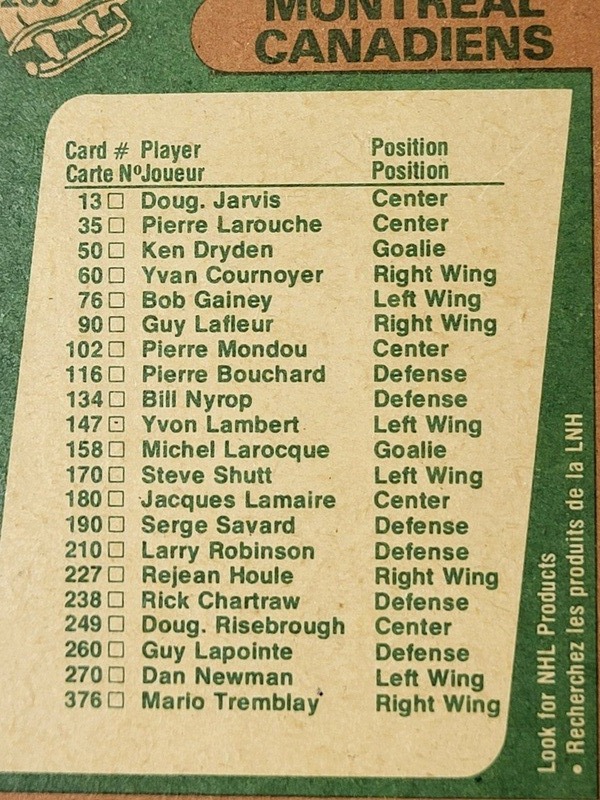 MONTREAL
CANADIENS
Card # Player Position
Carte Nº Joueur Position
13 □ Doug. Jarvis Center
35 □ Pierre Larouche Center
50 □ Ken Dryden Goalie
60 □ Yvan Cournoyer Right Wing
76 □ Bob Gainey Left Wing
90 □ Guy Lafleur Right Wing
102 □ Pierre Mondou Center
116 □ Pierre Bouchard Defense
134 □ Bill Nyrop Defense
147 □ Yvon Lambert Left Wing
158 □ Michel Larocque Goalie
170 □ Steve Shutt Left Wing
180 □ Jacques Lamaire Center
190 □ Serge Savard Defense
210 □ Larry Robinson Defense
227 □ Rejean Houle Right Wing
238 □ Rick Chartraw Defense
249 □ Doug. Risebrough Center
260 □ Guy Lapointe Defense
270 □ Dan Newman Left Wing
376 □ Mario Tremblay Right Wing
Look for NHL Products
• Recherchez les produits de la LNH